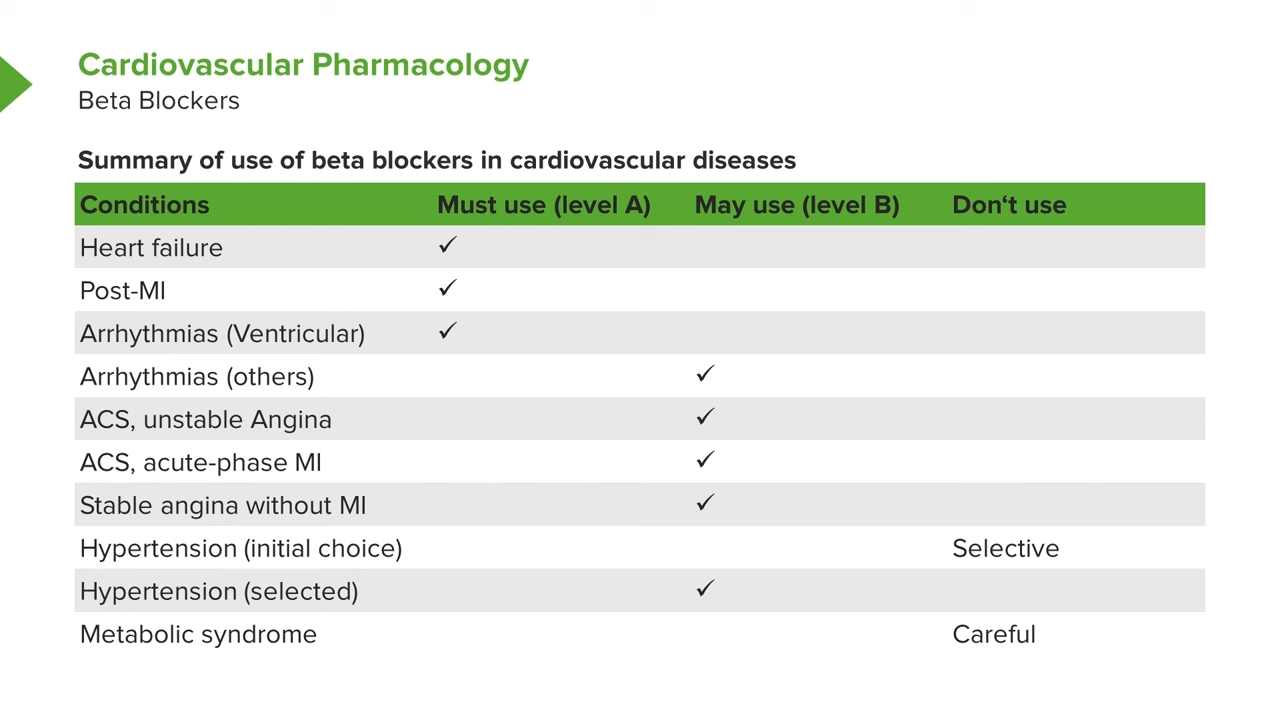 Cardiovascular Pharmacology
Beta Blockers
Summary of use of beta blockers in cardiovascular diseases
Conditions Must use (level A) May use (level B) Don‘t use
Heart failure ✓
Post-MI ✓
Arrhythmias (Ventricular) ✓
Arrhythmias (others) ✓
ACS, unstable Angina ✓
ACS, acute-phase MI ✓
Stable angina without MI ✓
Hypertension (initial choice) Selective
Hypertension (selected) ✓
Metabolic syndrome Careful